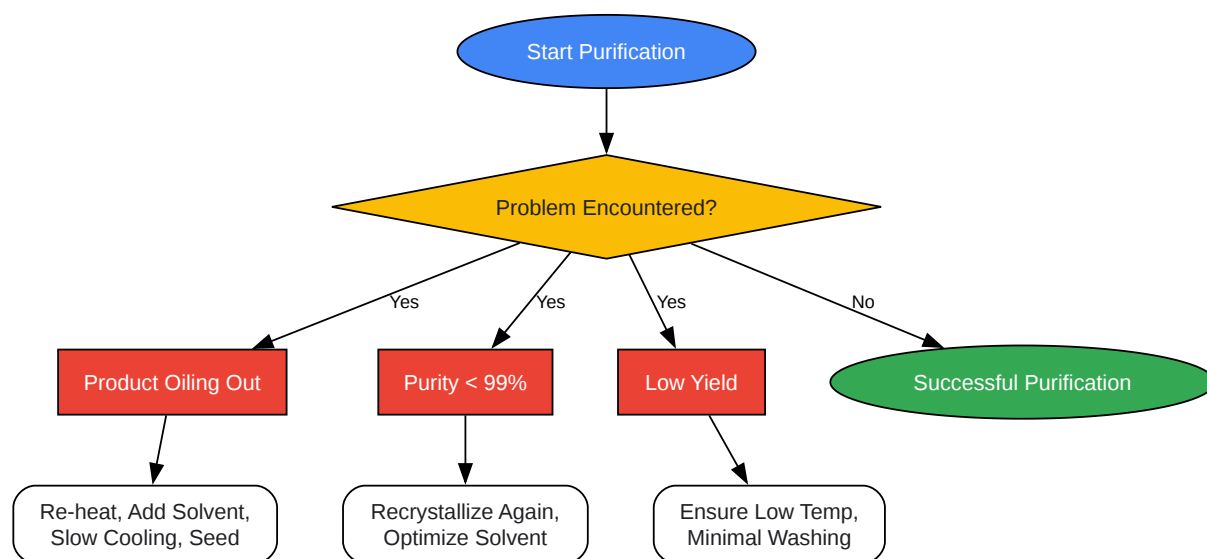 Start Purification
Problem Encountered?
Yes
Yes
Yes
No
Product Oiling Out
Purity < 99%
Low Yield
Successful Purification
Re-heat, Add Solvent,
Slow Cooling, Seed
Recrystallize Again,
Optimize Solvent
Ensure Low Temp,
Minimal Washing